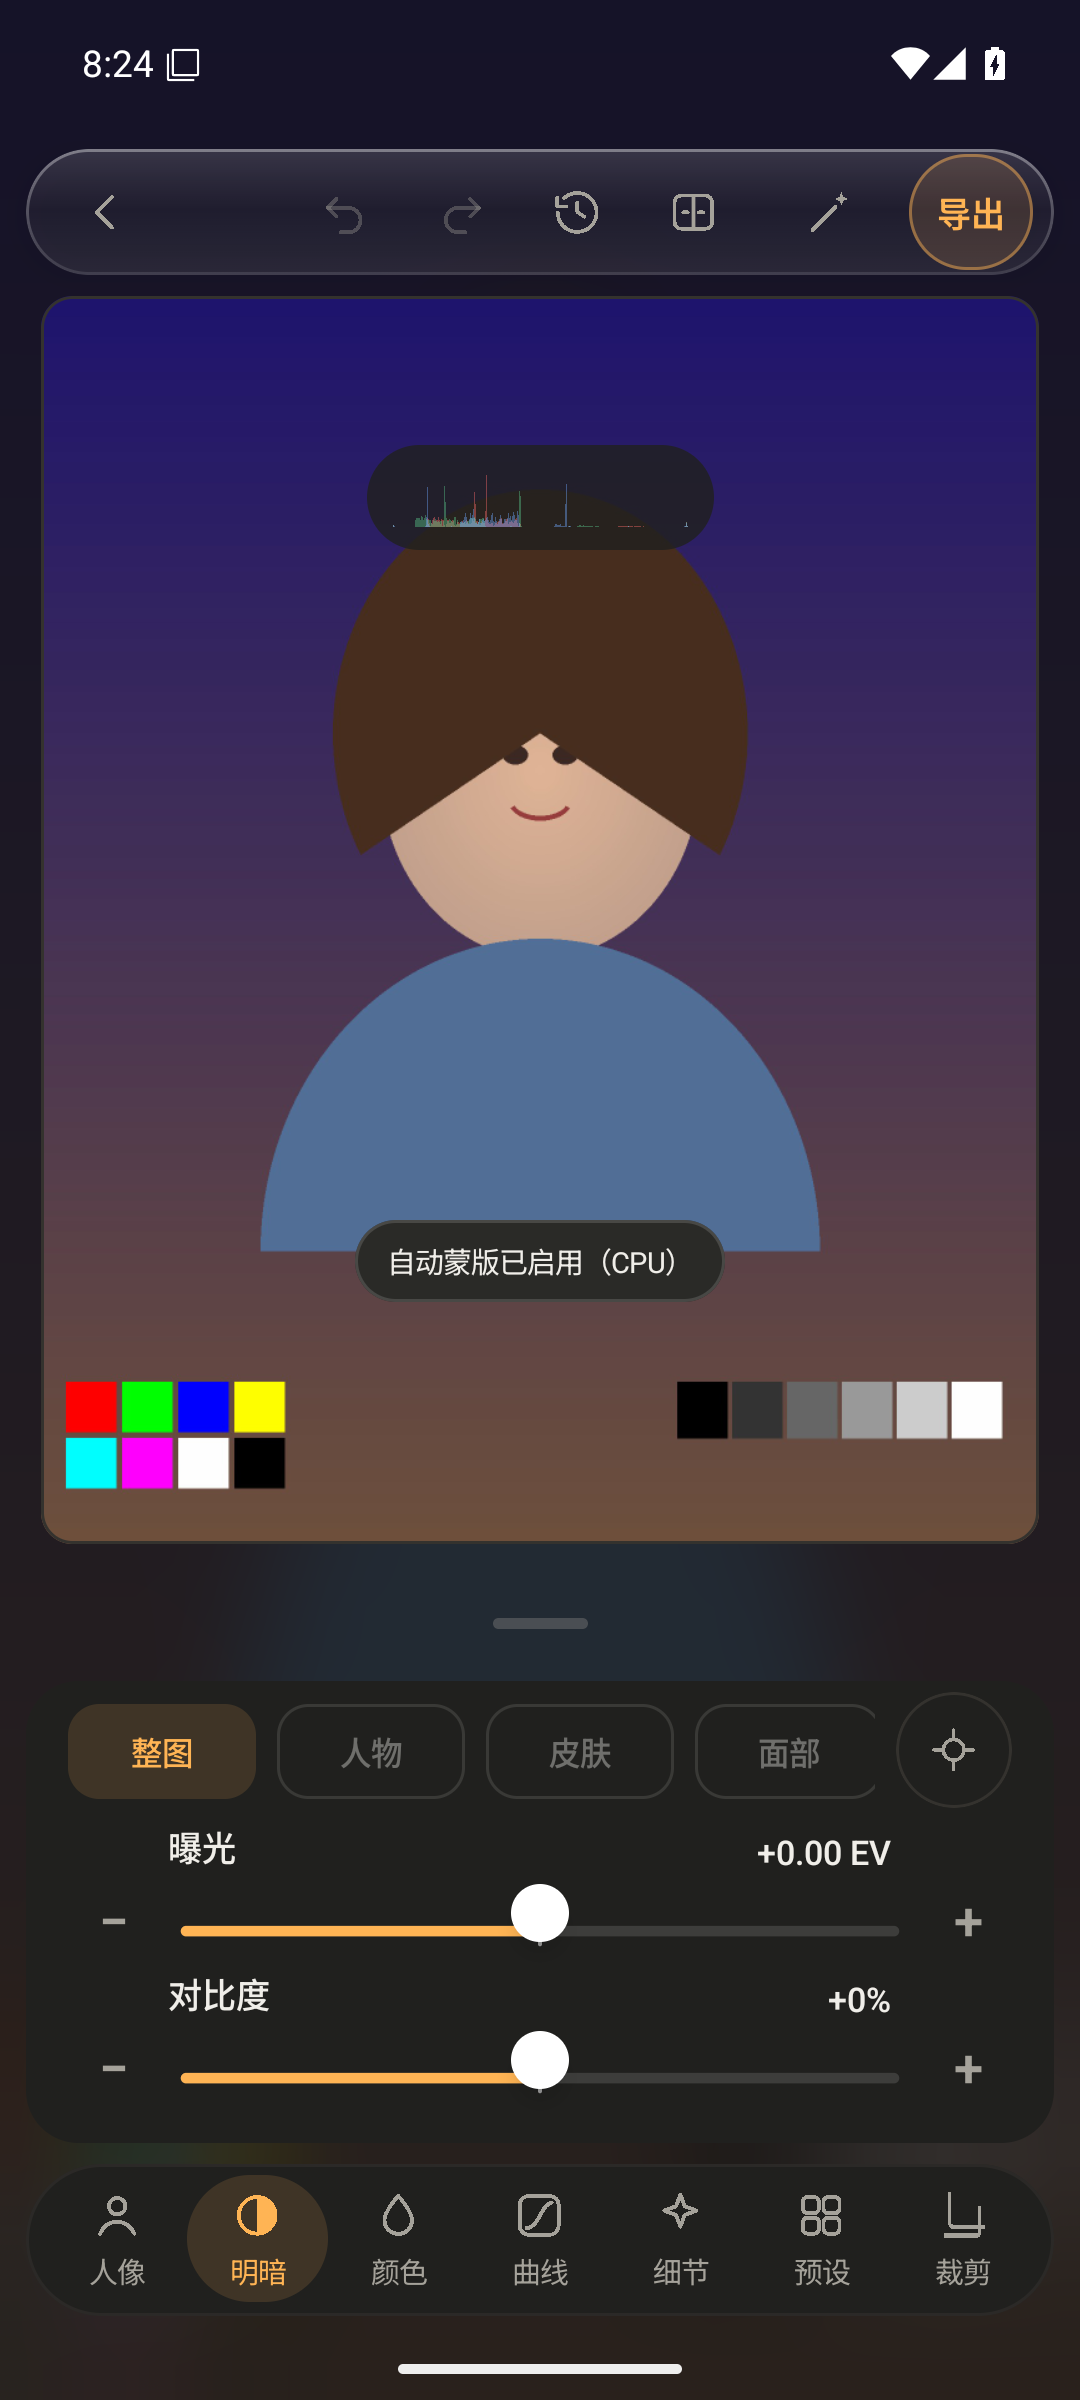 8:24
导出
自动蒙版已启用（CPU）
整图
人物
皮肤
面部
曝光
+0.00 EV
对比度
+0%
人像
明暗
颜色
曲线
细节
预设
裁剪